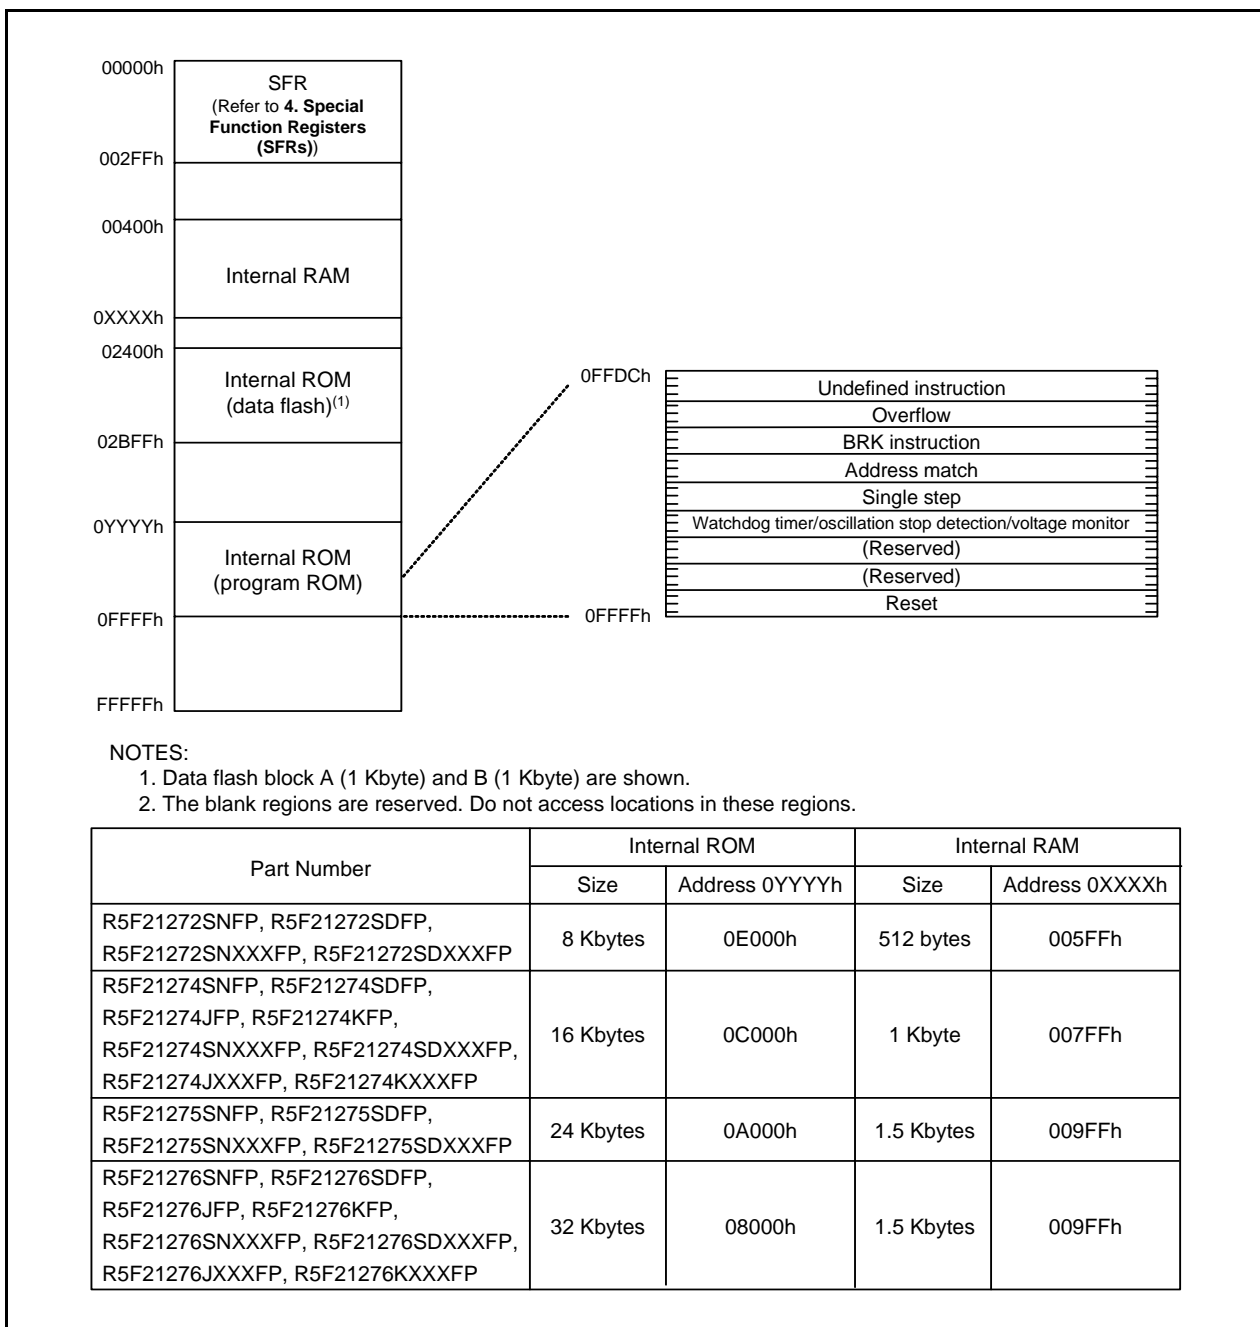 00000h
SFR
(Refer to 4. Special
Function Registers
(SFRs))
002FFh
00400h
Internal RAM
0XXXXh
02400h
Internal ROM
(data flash)(1)
02BFFh
0YYYYh
Internal ROM
(program ROM)
0FFFFh
FFFFFh
0FFDCh
Undefined instruction
Overflow
BRK instruction
Address match
Single step
Watchdog timer/oscillation stop detection/voltage monitor
(Reserved)
(Reserved)
Reset
0FFFFh
NOTES:
1. Data flash block A (1 Kbyte) and B (1 Kbyte) are shown.
2. The blank regions are reserved. Do not access locations in these regions.
Part Number
Internal ROM
Internal RAM
Size
Address 0YYYYh
Size
Address 0XXXXh
R5F21272SNFP, R5F21272SDFP,
R5F21272SNXXXFP, R5F21272SDXXXFP
8 Kbytes
0E000h
512 bytes
005FFh
R5F21274SNFP, R5F21274SDFP,
R5F21274JFP, R5F21274KFP,
R5F21274SNXXXFP, R5F21274SDXXXFP,
R5F21274JXXXFP, R5F21274KXXXFP
16 Kbytes
0C000h
1 Kbyte
007FFh
R5F21275SNFP, R5F21275SDFP,
R5F21275SNXXXFP, R5F21275SDXXXFP
24 Kbytes
0A000h
1.5 Kbytes
009FFh
R5F21276SNFP, R5F21276SDFP,
R5F21276JFP, R5F21276KFP,
R5F21276SNXXXFP, R5F21276SDXXXFP,
R5F21276JXXXFP, R5F21276KXXXFP
32 Kbytes
08000h
1.5 Kbytes
009FFh